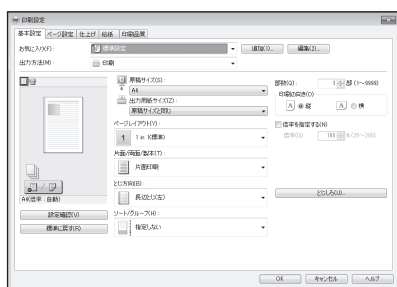 印刷設定
基本設定 ページ設定 仕上げ 給紙 印刷品質
お気に入り(F): 標準設定 追加(1)... 編集(2)...
出力方法(M): 印刷
原稿サイズ(S):
A4
出力用紙サイズ(Z):
原稿サイズと同じ
ページレイアウト(Y):
1 1 in 1(標準)
片面/両面/製本(T):
片面印刷
とじ方向(B):
長辺とじ(左)
ソート/グループ(H):
指定しない
部数(Q): 1 部 (1~9999)
印刷の向き(O)
A 縦 A 横
倍率を指定する(N)
倍率(G): 100 % (25~200)
とじしろ(U)...
A4(倍率:自動)
設定確認(V)
標準に戻す(R)
OK キャンセル ヘルプ